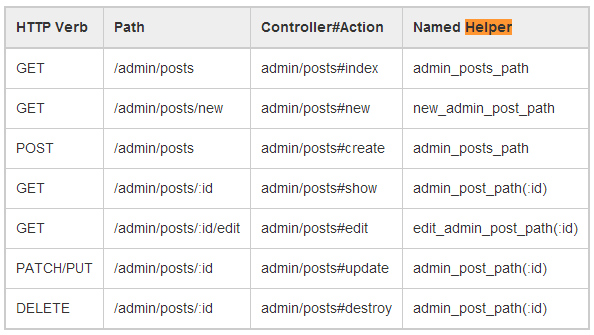 HTTP Verb Path Controller#Action Named Helper
GET /admin/posts admin/posts#index admin_posts_path
GET /admin/posts/new admin/posts#new new_admin_post_path
POST /admin/posts admin/posts#create admin_posts_path
GET /admin/posts/:id admin/posts#show admin_post_path(:id)
GET /admin/posts/:id/edit admin/posts#edit edit_admin_post_path(:id)
PATCH/PUT /admin/posts/:id admin/posts#update admin_post_path(:id)
DELETE /admin/posts/:id admin/posts#destroy admin_post_path(:id)